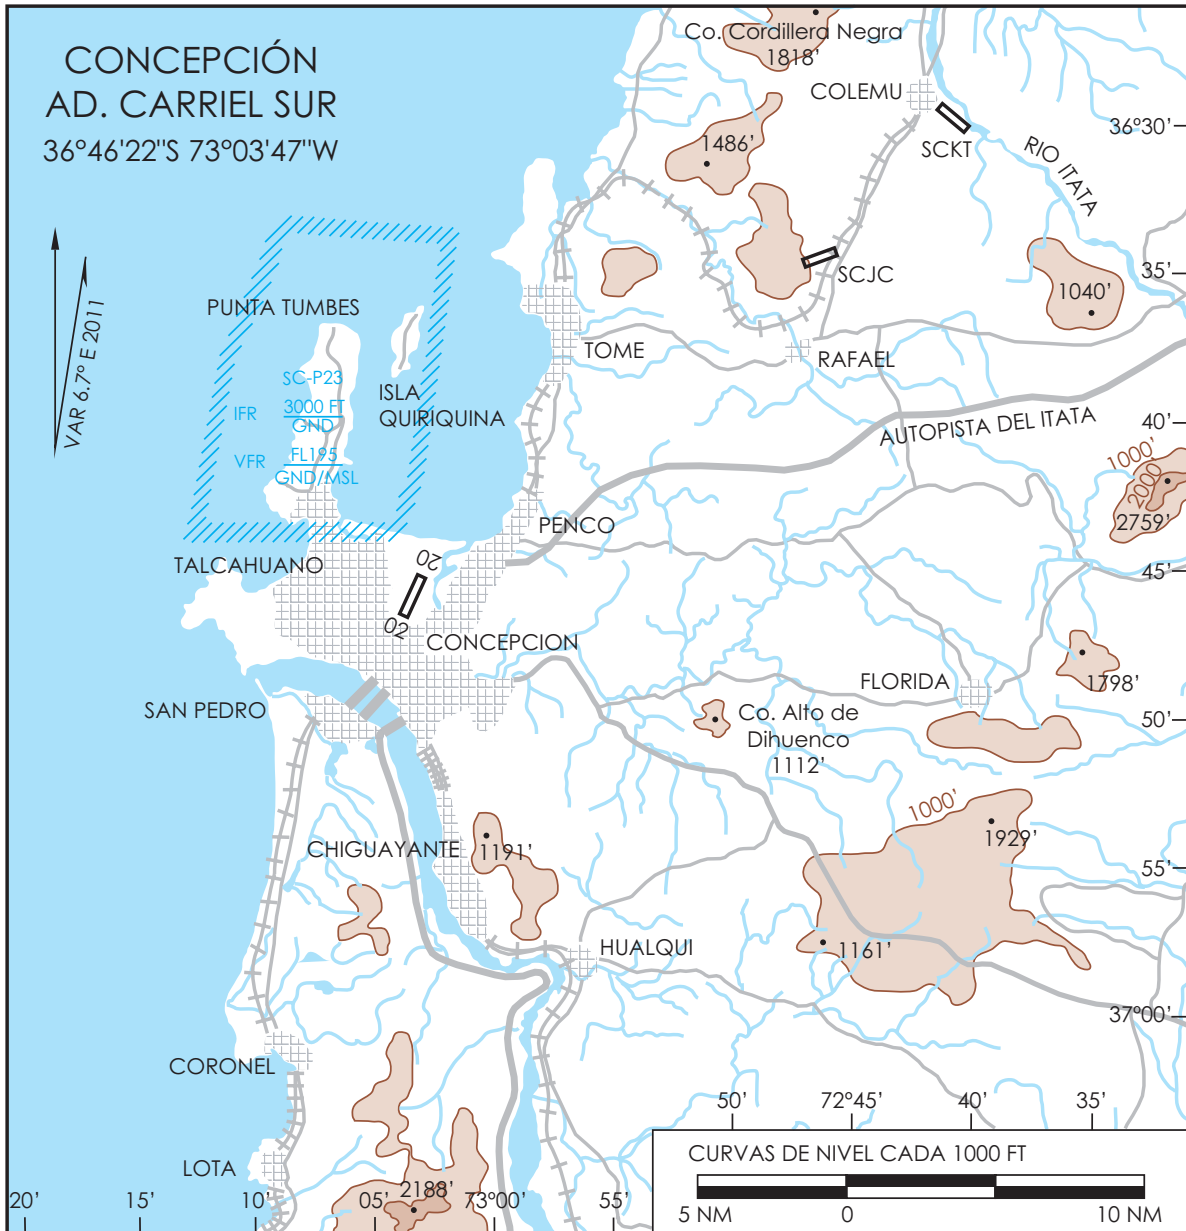 CONCEPCIÓN
AD. CARRIEL SUR
36°46'22"S 73°03'47"W
Co. Cordillera Negra
1818'
COLEMU
36°30'
1486'
SCKT
RIO ITATA
VAR 6.7° E 2011
SCJC
35'
1040'
PUNTA TUMBES
TOME
RAFAEL
SC-P23
IFR
3000 FT
GND
VFR
FL195
GND/MSL
ISLA
QUIRIQUINA
AUTOPISTA DEL ITATA
40'
1000'
2000'
2759'
PENCO
TALCAHUANO
20
02
45'
CONCEPCION
FLORIDA
1798'
SAN PEDRO
Co. Alto de
Dihuenco
1112'
50'
1000'
1929'
CHIGUAYANTE
1191'
55'
HUALQUI
1161'
37°00'
CORONEL
50'
72°45'
40'
35'
LOTA
2188'
20'
15'
10'
05'
73°00'
55'
CURVAS DE NIVEL CADA 1000 FT
5 NM
0
10 NM